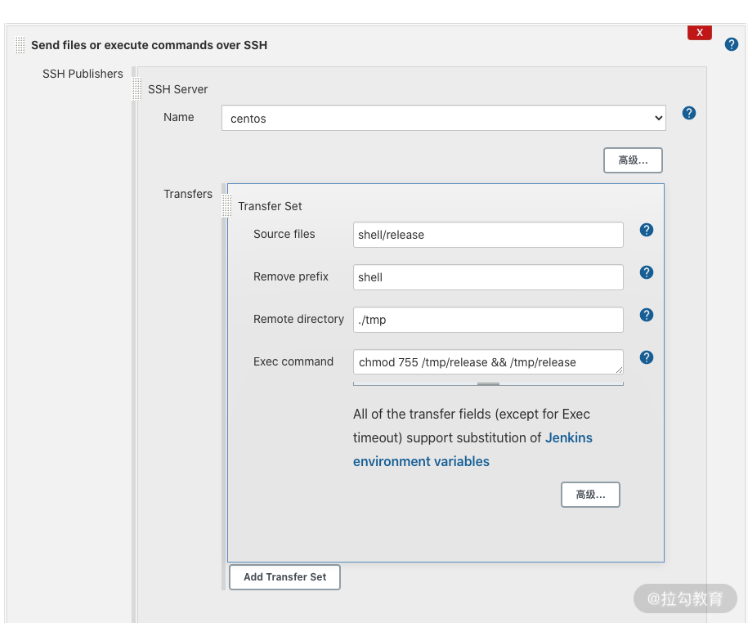 Send files or execute commands over SSH
X
?
SSH Publishers
SSH Server
Name
centos
?
高级...
Transfers
Transfer Set
Source files
shell/release
?
Remove prefix
shell
?
Remote directory
./tmp
?
Exec command
chmod 755 /tmp/release && /tmp/release
?
All of the transfer fields (except for Exec
timeout) support substitution of Jenkins
environment variables
高级...
Add Transfer Set
@拉勾教育